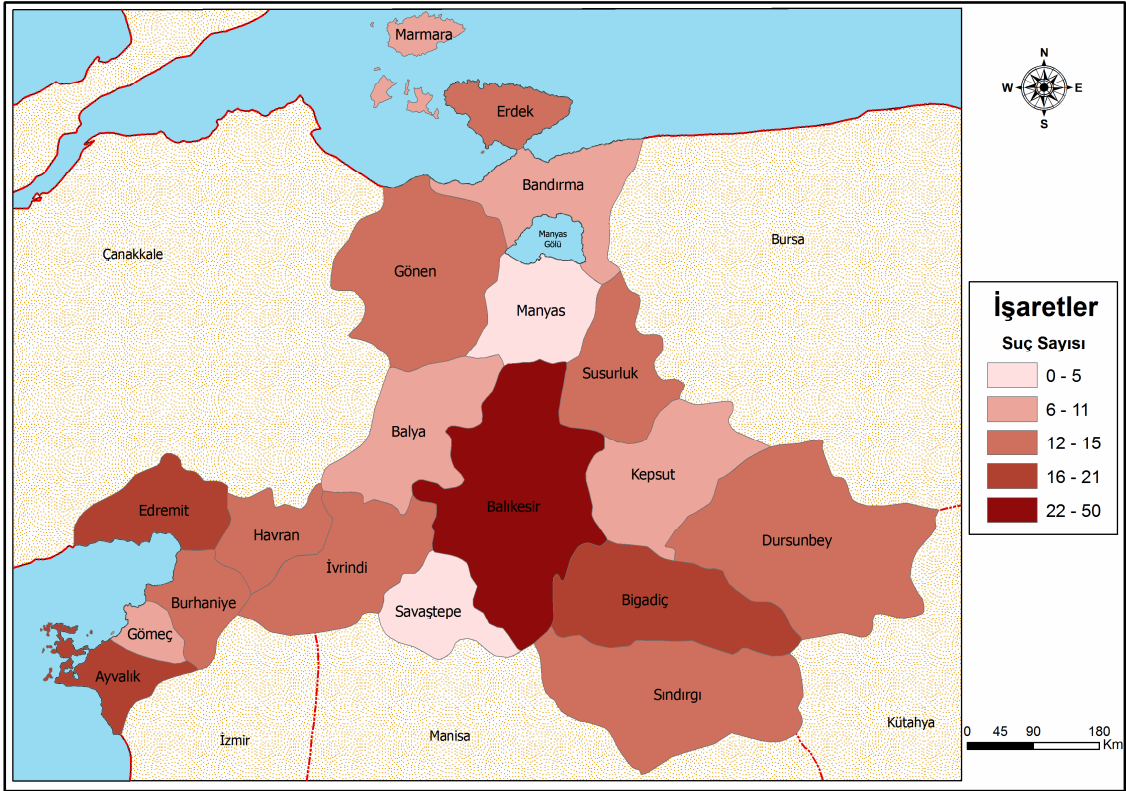 Marmara
Erdek
Bandırma
Manyas
Gölü
Çanakkale
Bursa
Gönen
Manyas
Susurluk
Balya
Kepsut
Edremit
Balıkesir
Havran
Dursunbey
İvrindi
Burhaniye
Bigadiç
Savaştepe
Gömeç
Ayvalık
Sındırgı
Kütahya
İzmir
Manisa
N
W E
S
İşaretler
Suç Sayısı
0 - 5
6 - 11
12 - 15
16 - 21
22 - 50
0 45 90 180
Km